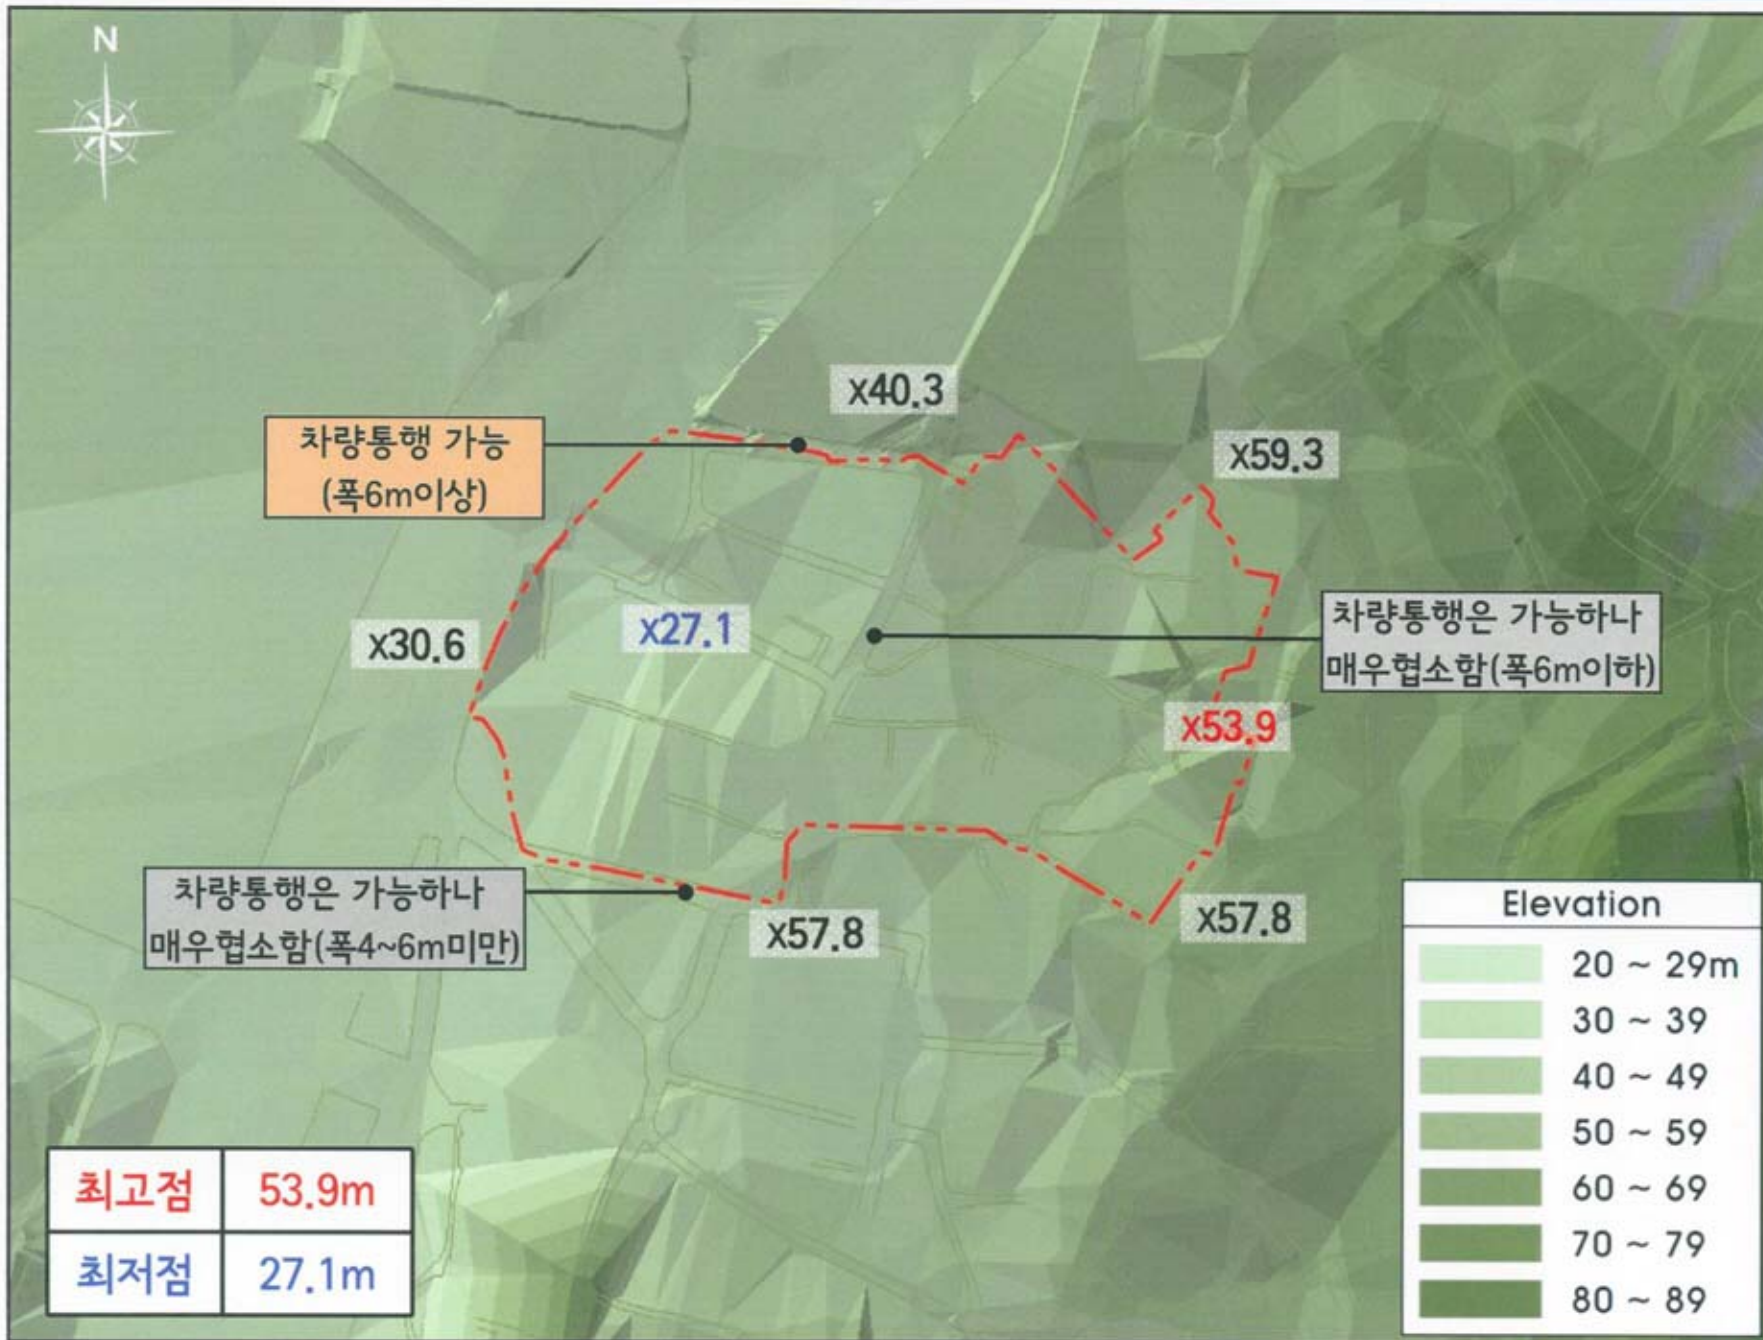 N
x40.3
차량통행 가능
(폭6m이상)
x59.3
x30.6
x27.1
차량통행은 가능하나
매우협소함(폭6m이하)
x53.9
차량통행은 가능하나
매우협소함(폭4~6m미만)
x57.8
x57.8
Elevation
20 ~ 29m
30 ~ 39
40 ~ 49
50 ~ 59
60 ~ 69
70 ~ 79
80 ~ 89
최고점 53.9m
최저점 27.1m